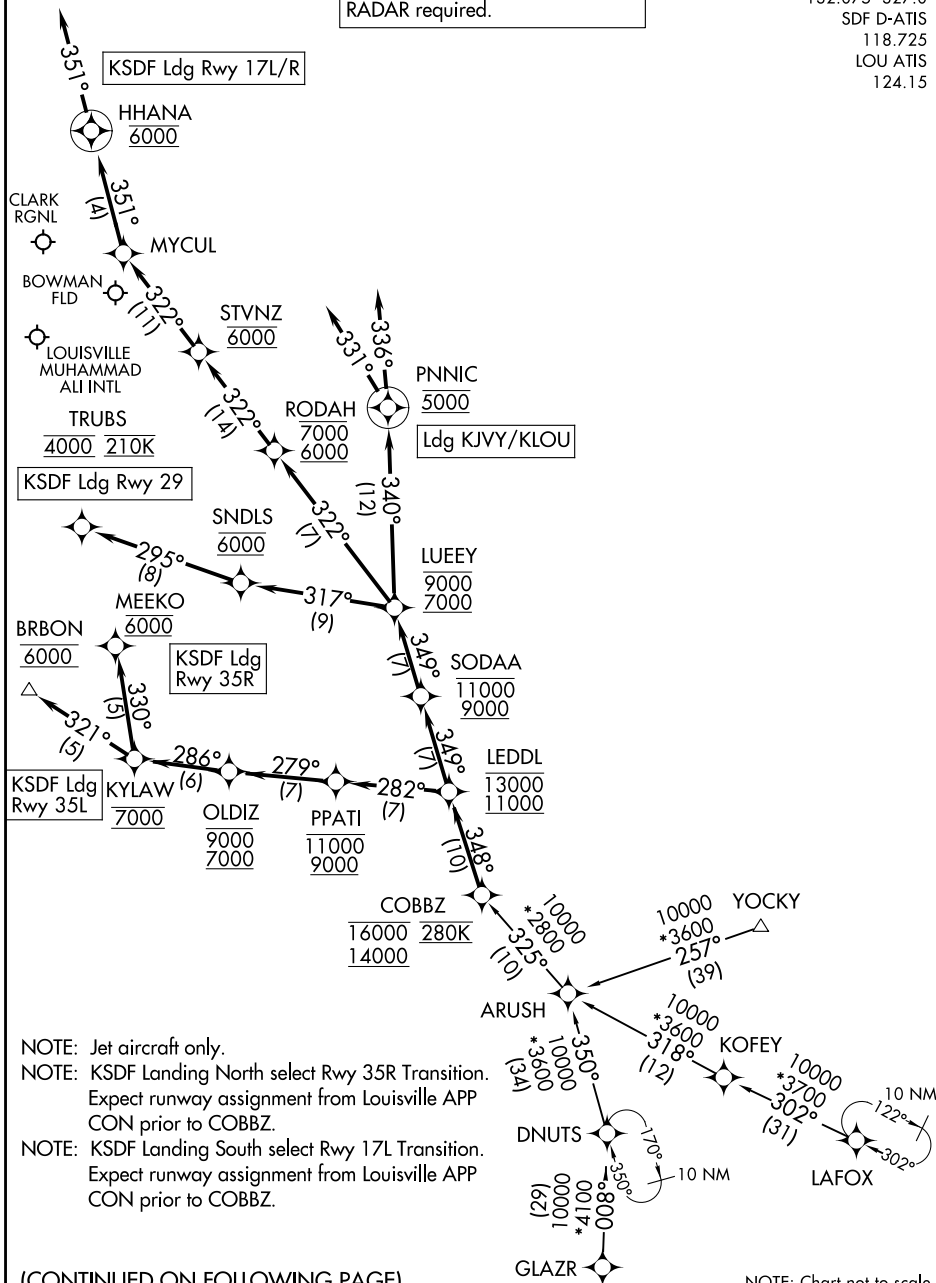 RADAR required.
132.075 327.0
SDF D-ATIS
118.725
LOU ATIS
124.15
351°
KSDF Ldg Rwy 17L/R
HHANA
6000
351°
(4)
CLARK
RGNL
MYCUL
BOWMAN
FLD
322°
(11)
STVNZ
6000
LOUISVILLE
MUHAMMAD
ALI INTL
331°
336°
PNNIC
5000
322°
(14)
RODAH
7000
6000
TRUBS
4000 210K
Ldg KJVY/KLOU
KSDF Ldg Rwy 29
340°
(12)
322°
(7)
SNDLS
6000
295°
(8)
LUEEY
9000
7000
317°
(9)
MEEKO
6000
BRBON
6000
KSDF Ldg
Rwy 35R
349°
(7)
SODAA
11000
9000
330°
(5)
321°
(5)
349°
(7)
LEDDL
13000
11000
286°
(6)
279°
(7)
282°
(7)
KSDF Ldg
Rwy 35L
KYLAW
7000
OLDIZ
9000
7000
PPATI
11000
9000
348°
(10)
COBBZ
16000 280K
14000
10000
*2800
325°
(10)
YOCKY
10000
*3600
257°
(39)
ARUSH
10000
*3600
318°
(12)
KOFEY
10000
*3700
302°
(31)
10 NM
122°
302°
LAFOX
350°
10000
*3600
(34)
DNUTS
170°
350°
10 NM
008°
*4100
10000
(29)
GLAZR
NOTE: Jet aircraft only.
NOTE: KSDF Landing North select Rwy 35R Transition.
Expect runway assignment from Louisville APP
CON prior to COBBZ.
NOTE: KSDF Landing South select Rwy 17L Transition.
Expect runway assignment from Louisville APP
CON prior to COBBZ.
(CONTINUED ON FOLLOWING PAGE)
NOTE: Chart not to scale